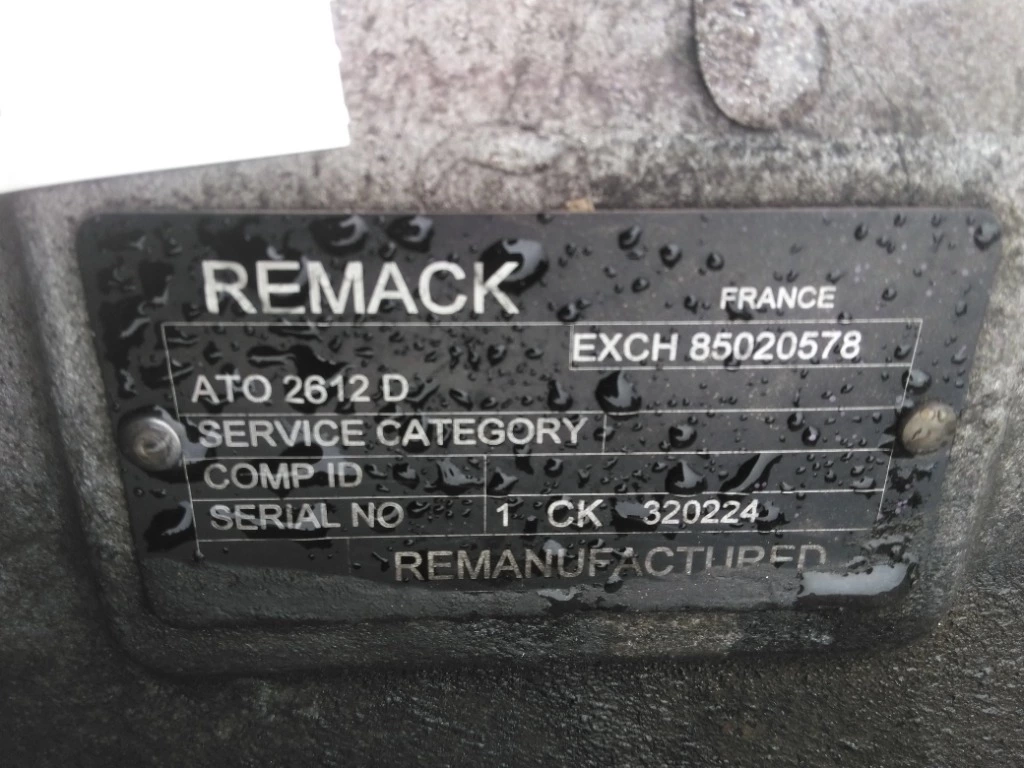 REMACK
FRANCE
EXCH 85020578
ATO 2612 D
SERVICE CATEGORY
COMP ID
SERIAL NO 1 CK 320224
REMANUFACTURED